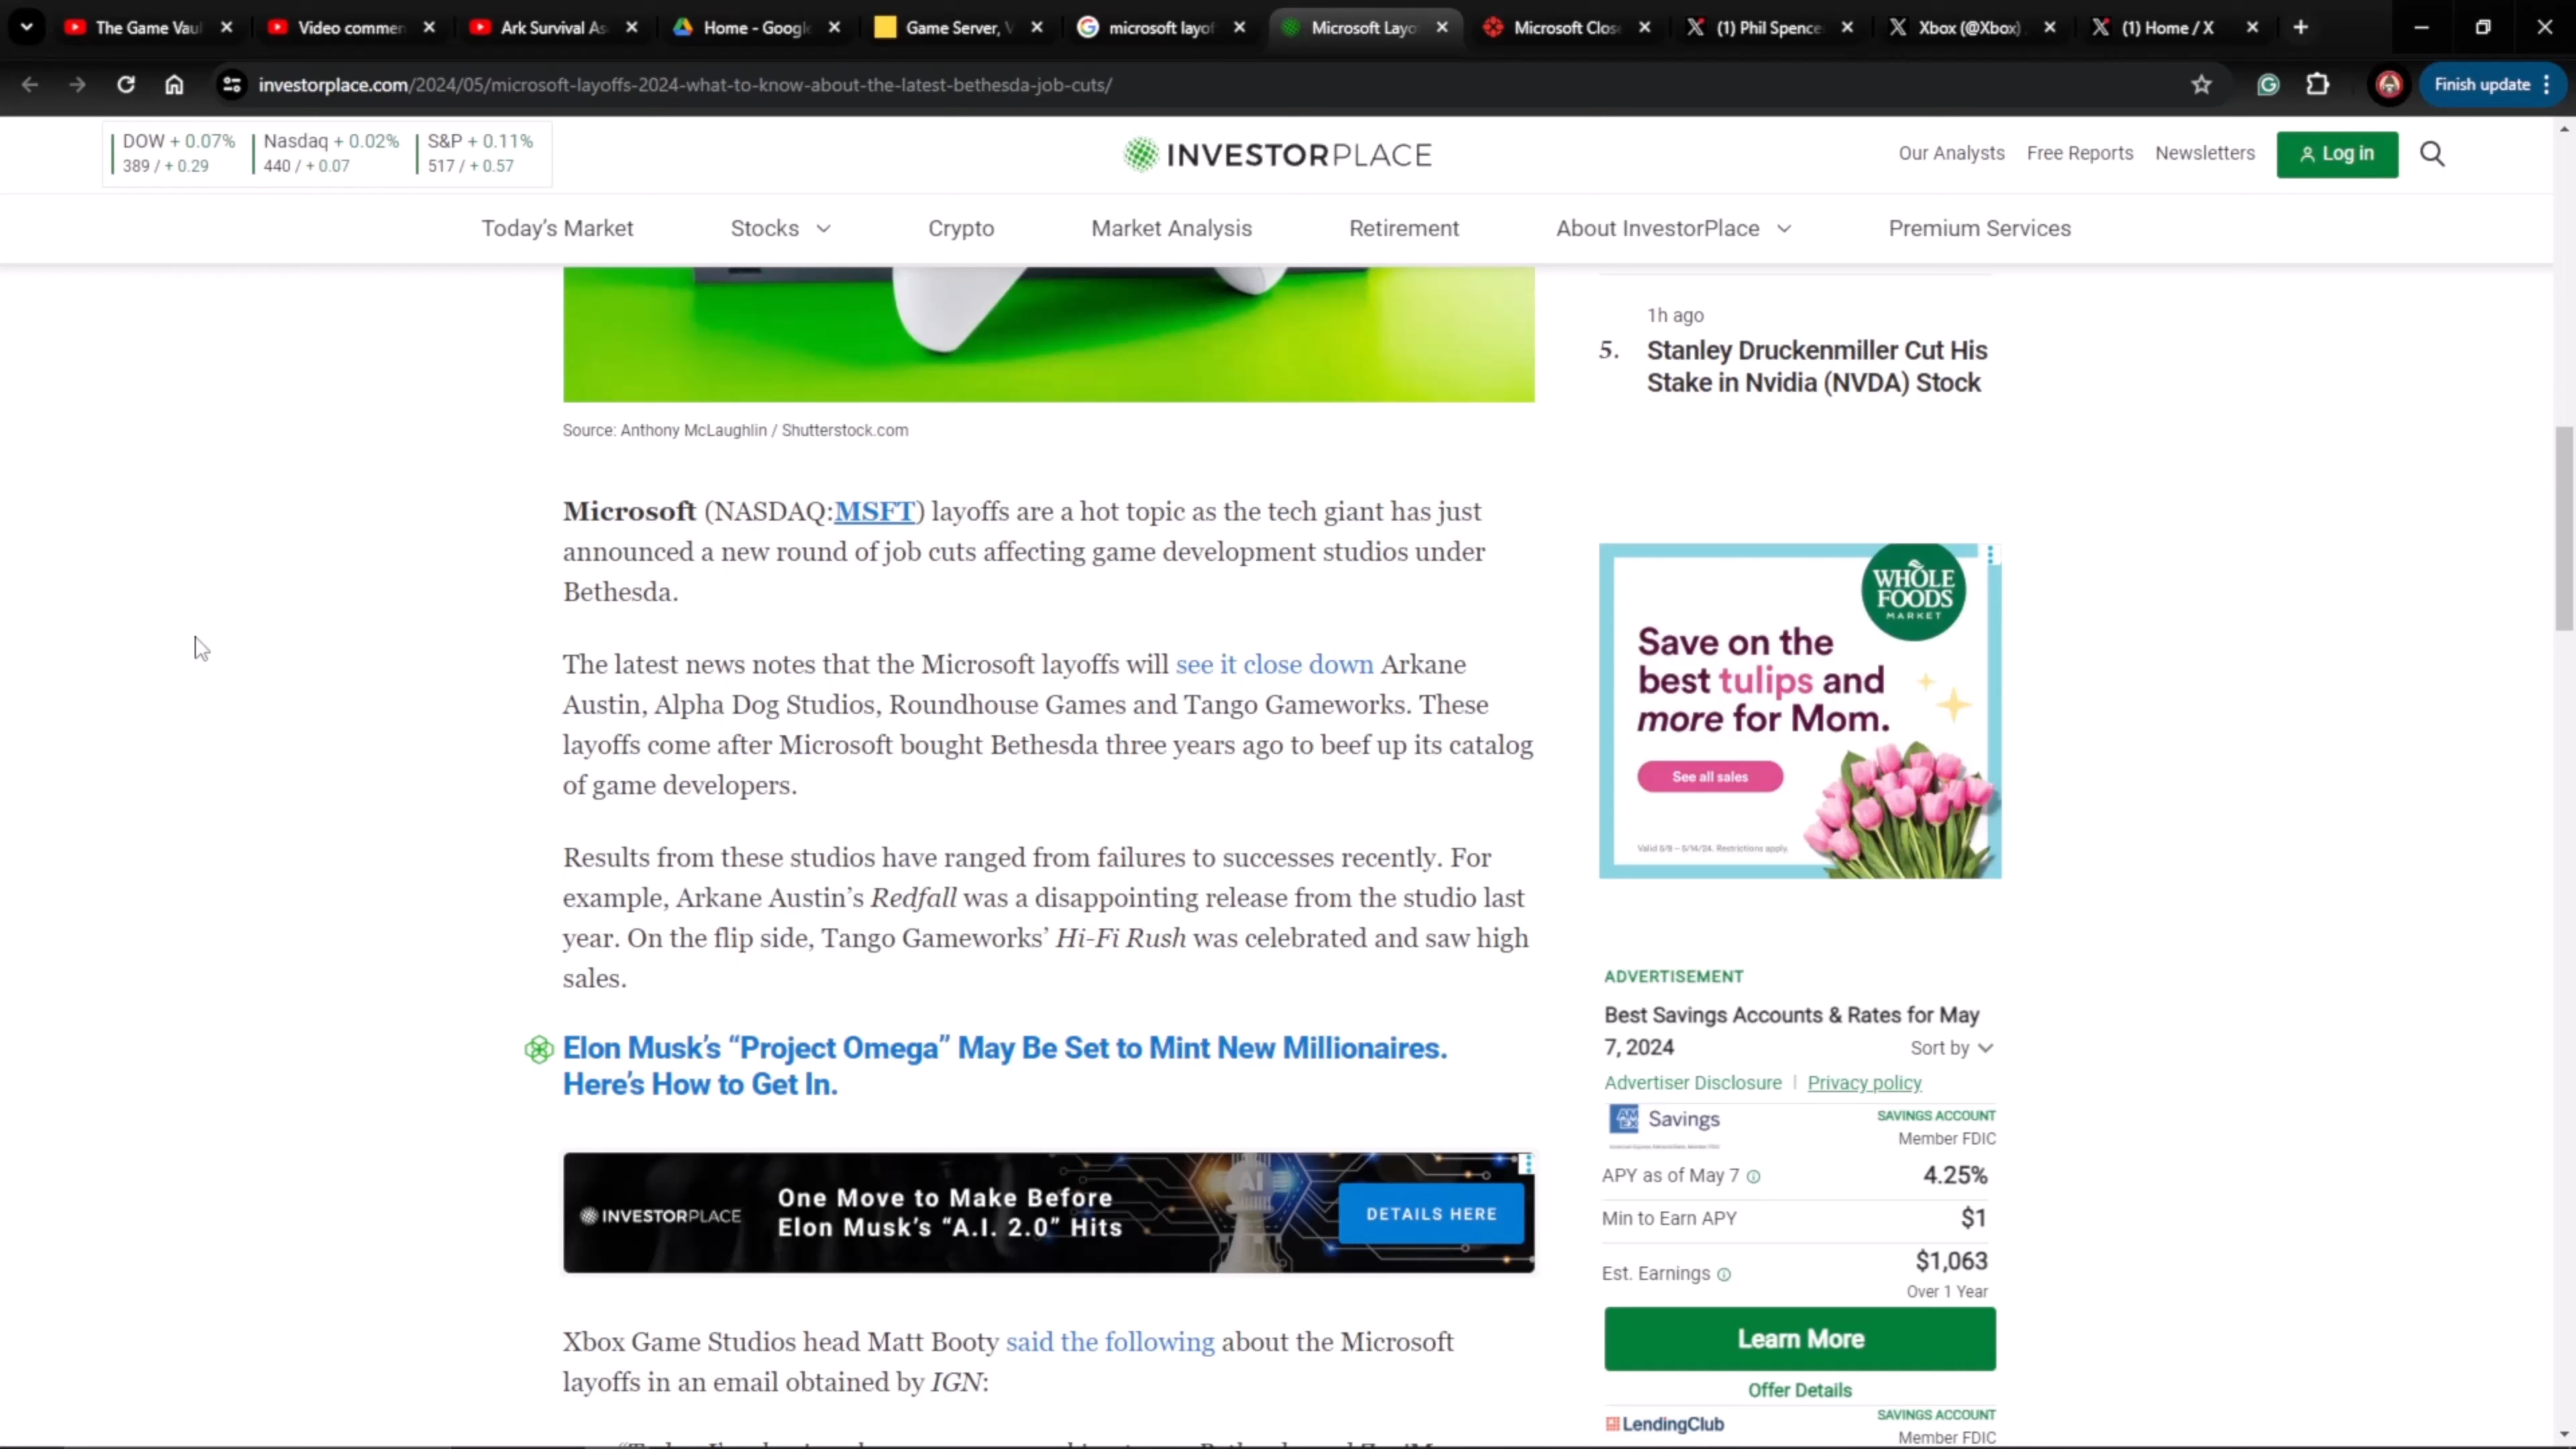 The Game Vaul
Video commen
Ark Survival As
Home - Google
Game Server, V
microsoft layof
Microsoft Layo
Microsoft Clos
(1) Phil Spence
Xbox (@Xbox)
(1) Home / X
investorplace.com/2024/05/microsoft-layoffs-2024-what-to-know-about-the-latest-bethesda-job-cuts/
Finish update
DOW + 0.07%
389 / + 0.29
Nasdaq + 0.02%
440 / + 0.07
S&P + 0.11%
517 / + 0.57
INVESTORPLACE
Our Analysts
Free Reports
Newsletters
Log in
Today's Market
Stocks
Crypto
Market Analysis
Retirement
About InvestorPlace
Premium Services
Source: Anthony McLaughlin / Shutterstock.com
Microsoft (NASDAQ:MSFT) layoffs are a hot topic as the tech giant has just
announced a new round of job cuts affecting game development studios under
Bethesda.
The latest news notes that the Microsoft layoffs will see it close down Arkane
Austin, Alpha Dog Studios, Roundhouse Games and Tango Gameworks. These
layoffs come after Microsoft bought Bethesda three years ago to beef up its catalog
of game developers.
Results from these studios have ranged from failures to successes recently. For
example, Arkane Austin's Redfall was a disappointing release from the studio last
year. On the flip side, Tango Gameworks' Hi-Fi Rush was celebrated and saw high
sales.
Elon Musk's “Project Omega” May Be Set to Mint New Millionaires.
Here's How to Get In.
INVESTORPLACE
One Move to Make Before
Elon Musk's “A.I. 2.0” Hits
AI
DETAILS HERE
Xbox Game Studios head Matt Booty said the following about the Microsoft
layoffs in an email obtained by IGN:
1h ago
5. Stanley Druckenmiller Cut His
Stake in Nvidia (NVDA) Stock
WHOLE
FOODS
MARKET
Save on the
best tulips and
more for Mom.
See all sales
Valid 5/8 – 5/14/24. Restrictions apply.
ADVERTISEMENT
Best Savings Accounts & Rates for May
7, 2024
Sort by
Advertiser Disclosure | Privacy policy
AM
EX
Savings
SAVINGS ACCOUNT
Member FDIC
APY as of May 7
4.25%
Min to Earn APY
$1
Est. Earnings
$1,063
Over 1 Year
Learn More
Offer Details
LendingClub
SAVINGS ACCOUNT
Member FDIC